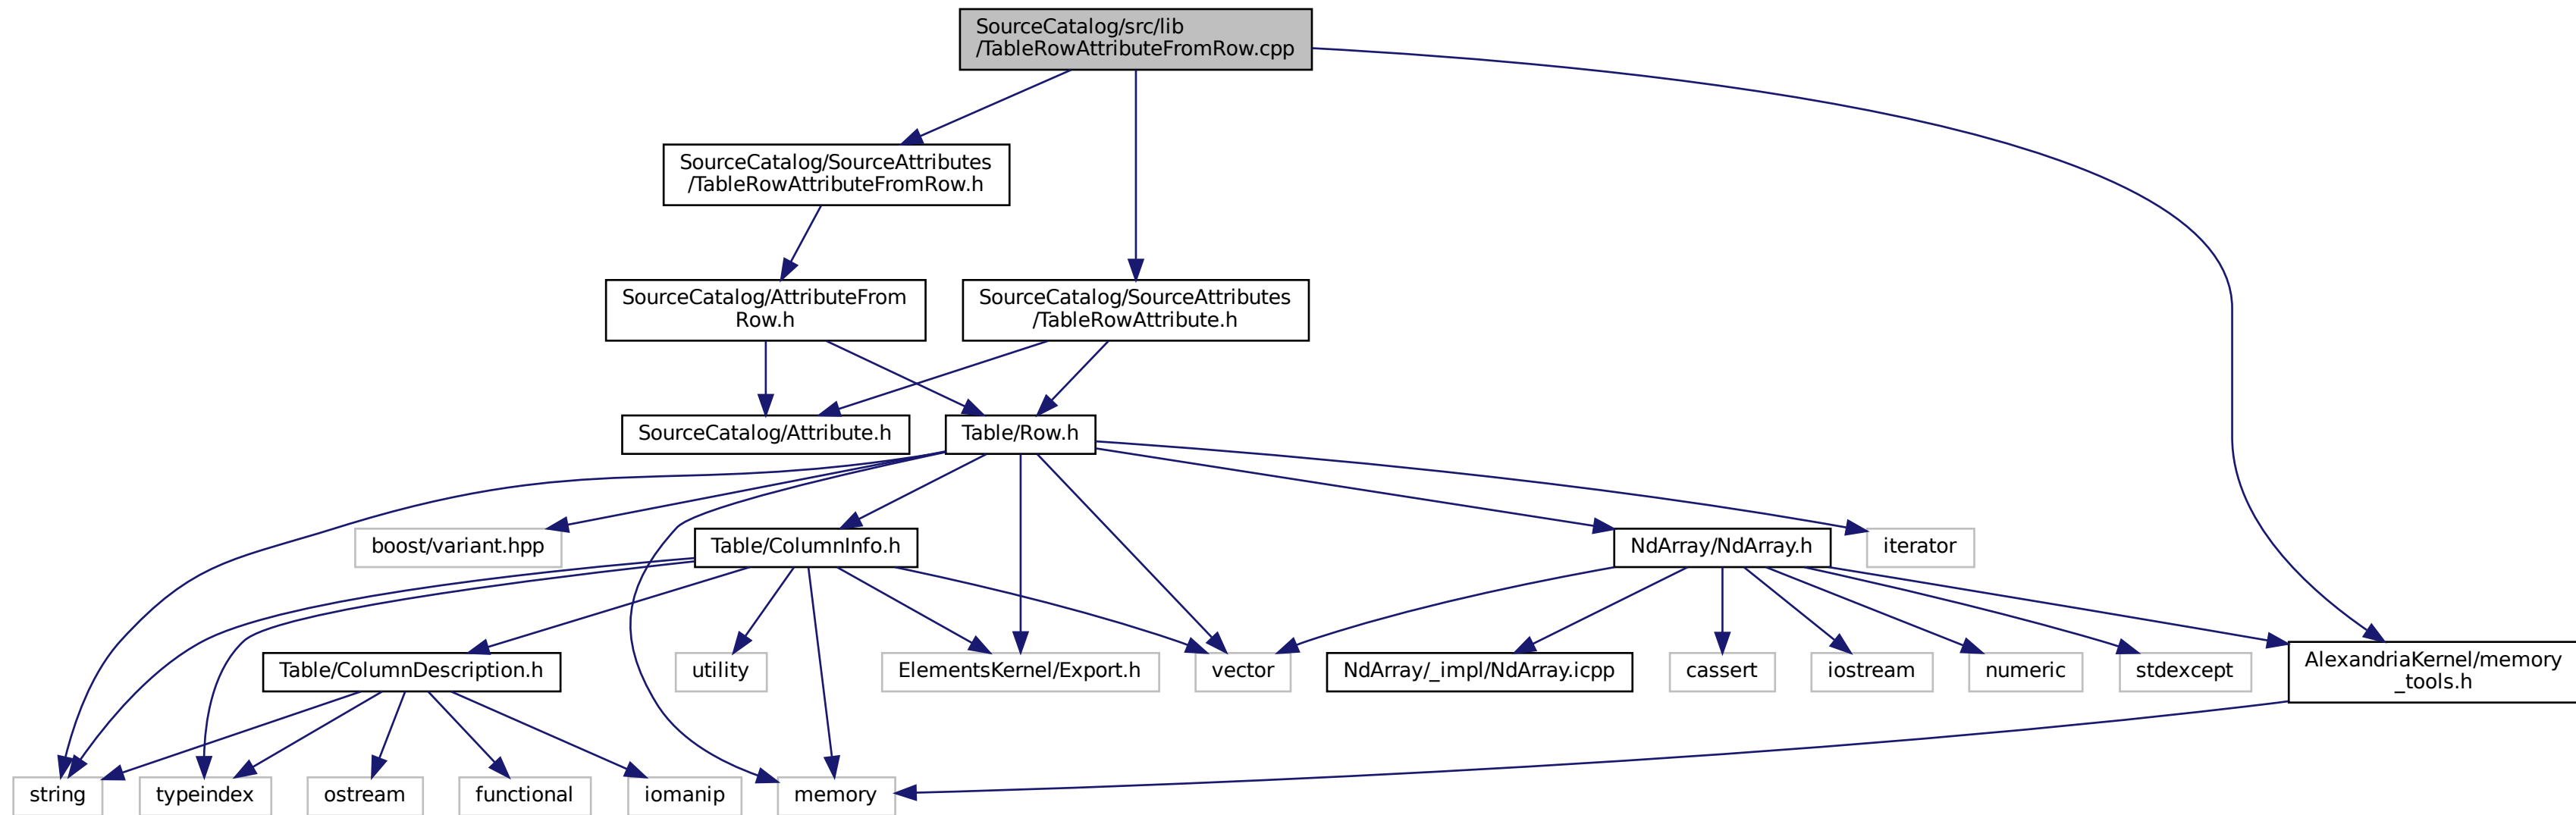 SourceCatalog/src/lib
/TableRowAttributeFromRow.cpp
SourceCatalog/SourceAttributes
/TableRowAttributeFromRow.h
SourceCatalog/AttributeFrom
Row.h
SourceCatalog/SourceAttributes
/TableRowAttribute.h
SourceCatalog/Attribute.h
Table/Row.h
boost/variant.hpp
Table/ColumnInfo.h
NdArray/NdArray.h
iterator
Table/ColumnDescription.h
utility
ElementsKernel/Export.h
vector
NdArray/_impl/NdArray.icpp
cassert
iostream
numeric
stdexcept
AlexandriaKernel/memory
_tools.h
string
typeindex
ostream
functional
iomanip
memory